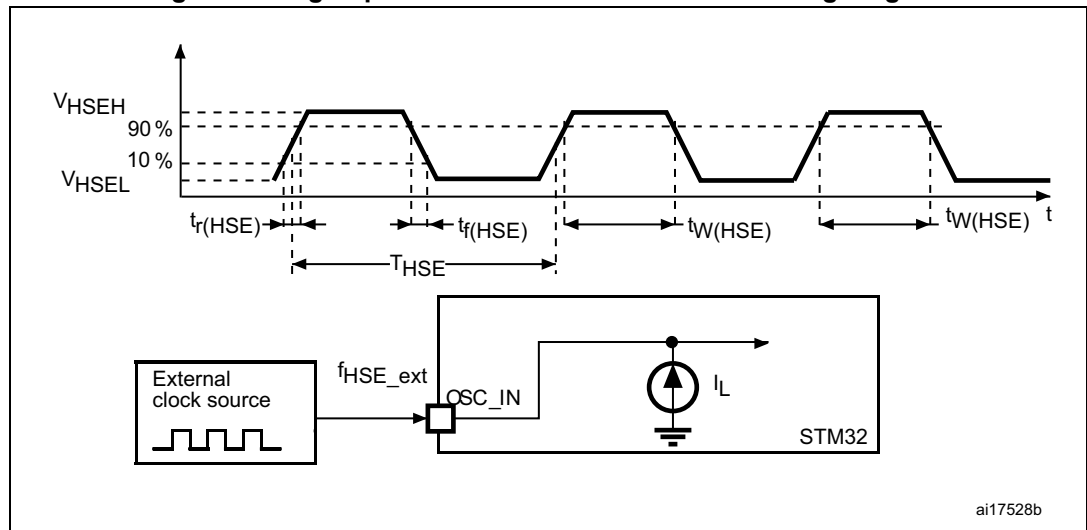 VHSEH
90 %
10 %
VHSEL
tr(HSE)
tf(HSE)
tW(HSE)
tW(HSE)
t
THSE
External
clock source
fHSE_ext
OSC_IN
IL
STM32
ai17528b